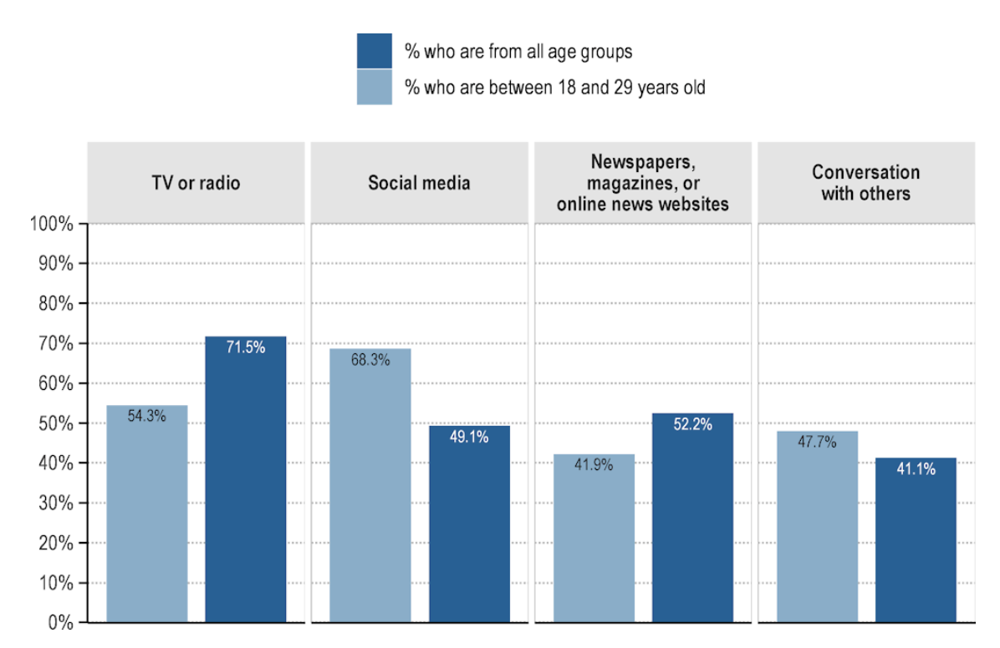 % who are from all age groups
% who are between 18 and 29 years old
TV or radio
Social media
Newspapers,
magazines, or
online news websites
Conversation
with others
100%
90%
80%
70%
60%
50%
40%
30%
20%
10%
0%
54.3%
71.5%
68.3%
49.1%
41.9%
52.2%
47.7%
41.1%